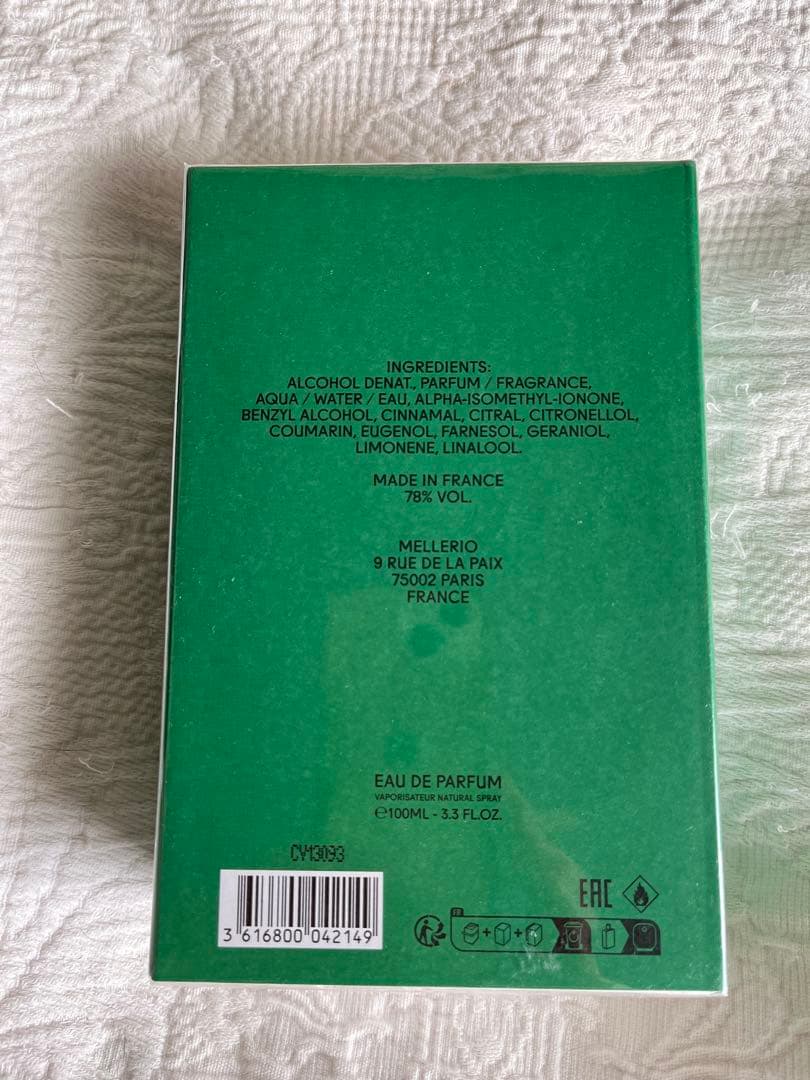 INGREDIENTS:
ALCOHOL DENAT., PARFUM / FRAGRANCE,
AQUA / WATER / EAU, ALPHA-ISOMETHYL-IONONE,
BENZYL ALCOHOL, CINNAMAL, CITRAL, CITRONELLOL,
COUMARIN, EUGENOL, FARNESOL, GERANIOL,
LIMONENE, LINALOOL.
MADE IN FRANCE
78% VOL.
MELLERIO
9 RUE DE LA PAIX
75002 PARIS
FRANCE
EAU DE PARFUM
VAPORISATEUR NATURAL SPRAY
℮100ML - 3.3 FL.OZ.
CV13093
EAC
FR
3 616800 042149